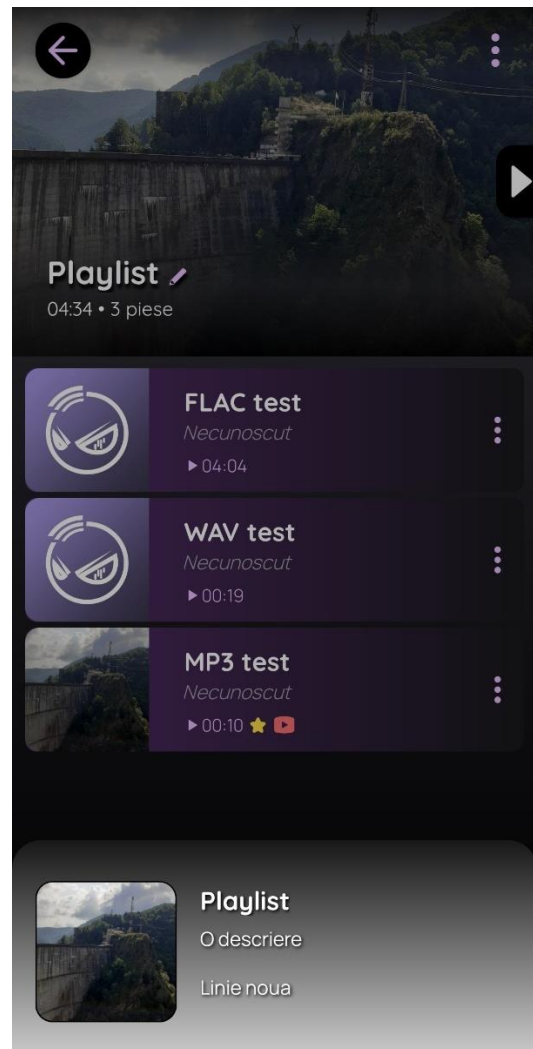 Playlist
04:34 • 3 piese
FLAC test
Necunoscut
04:04
WAV test
Necunoscut
00:19
MP3 test
Necunoscut
00:10
Playlist
O descriere
Linie noua